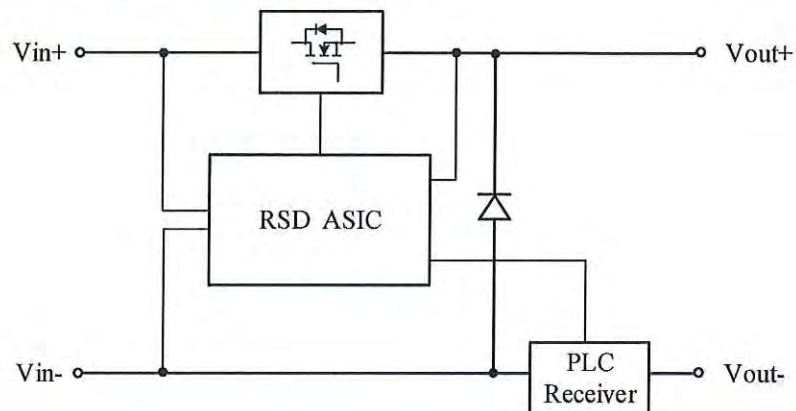 Vin+
Vout+
RSD ASIC
Vin-
PLC
Receiver
Vout-